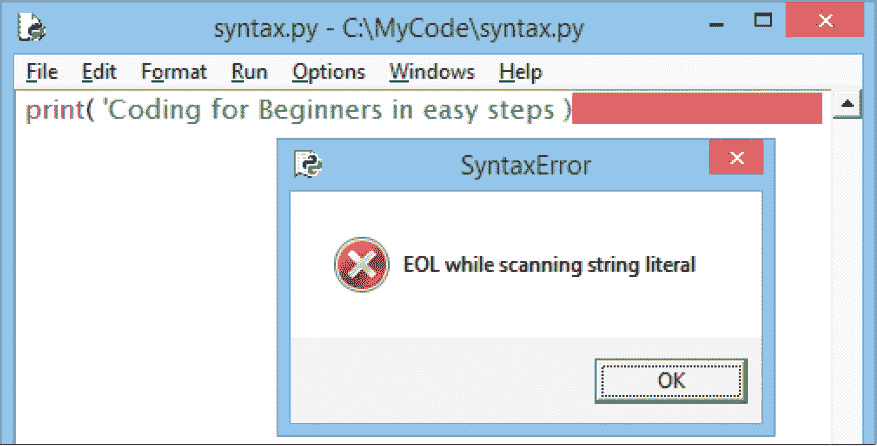 syntax.py - C:\MyCode\syntax.py
File Edit Format Run Options Windows Help
print( 'Coding for Beginners in easy steps )
SyntaxError
EOL while scanning string literal
OK